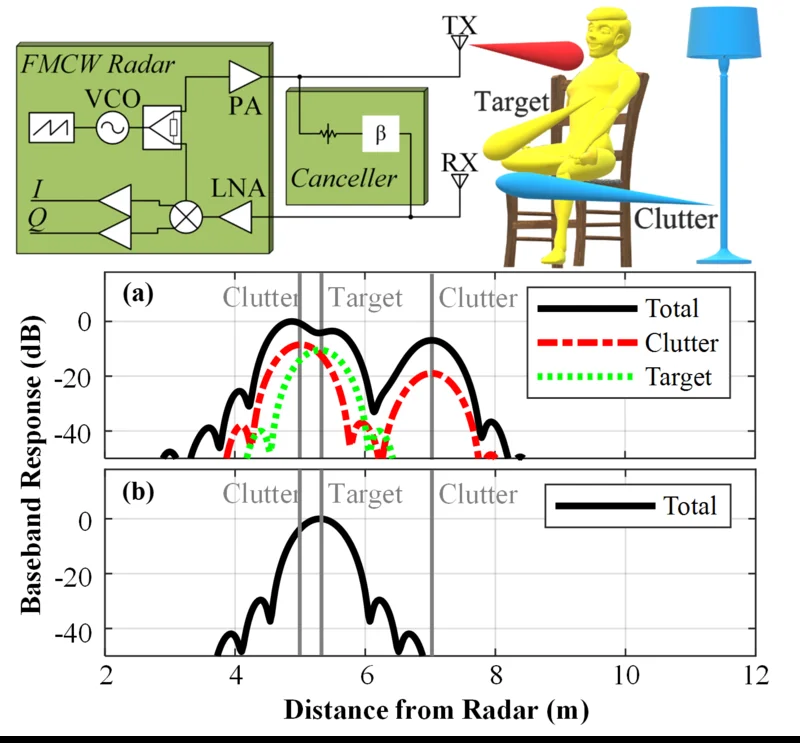 FMCW Radar
VCO
PA
LNA
I
Q
Canceller
β
TX
RX
Target
Clutter
(a)
Clutter
Target
Clutter
Total
Clutter
Target
0
-20
-40
(b)
Clutter
Target
Clutter
Total
0
-20
-40
Baseband Response (dB)
2
4
6
8
10
12
Distance from Radar (m)